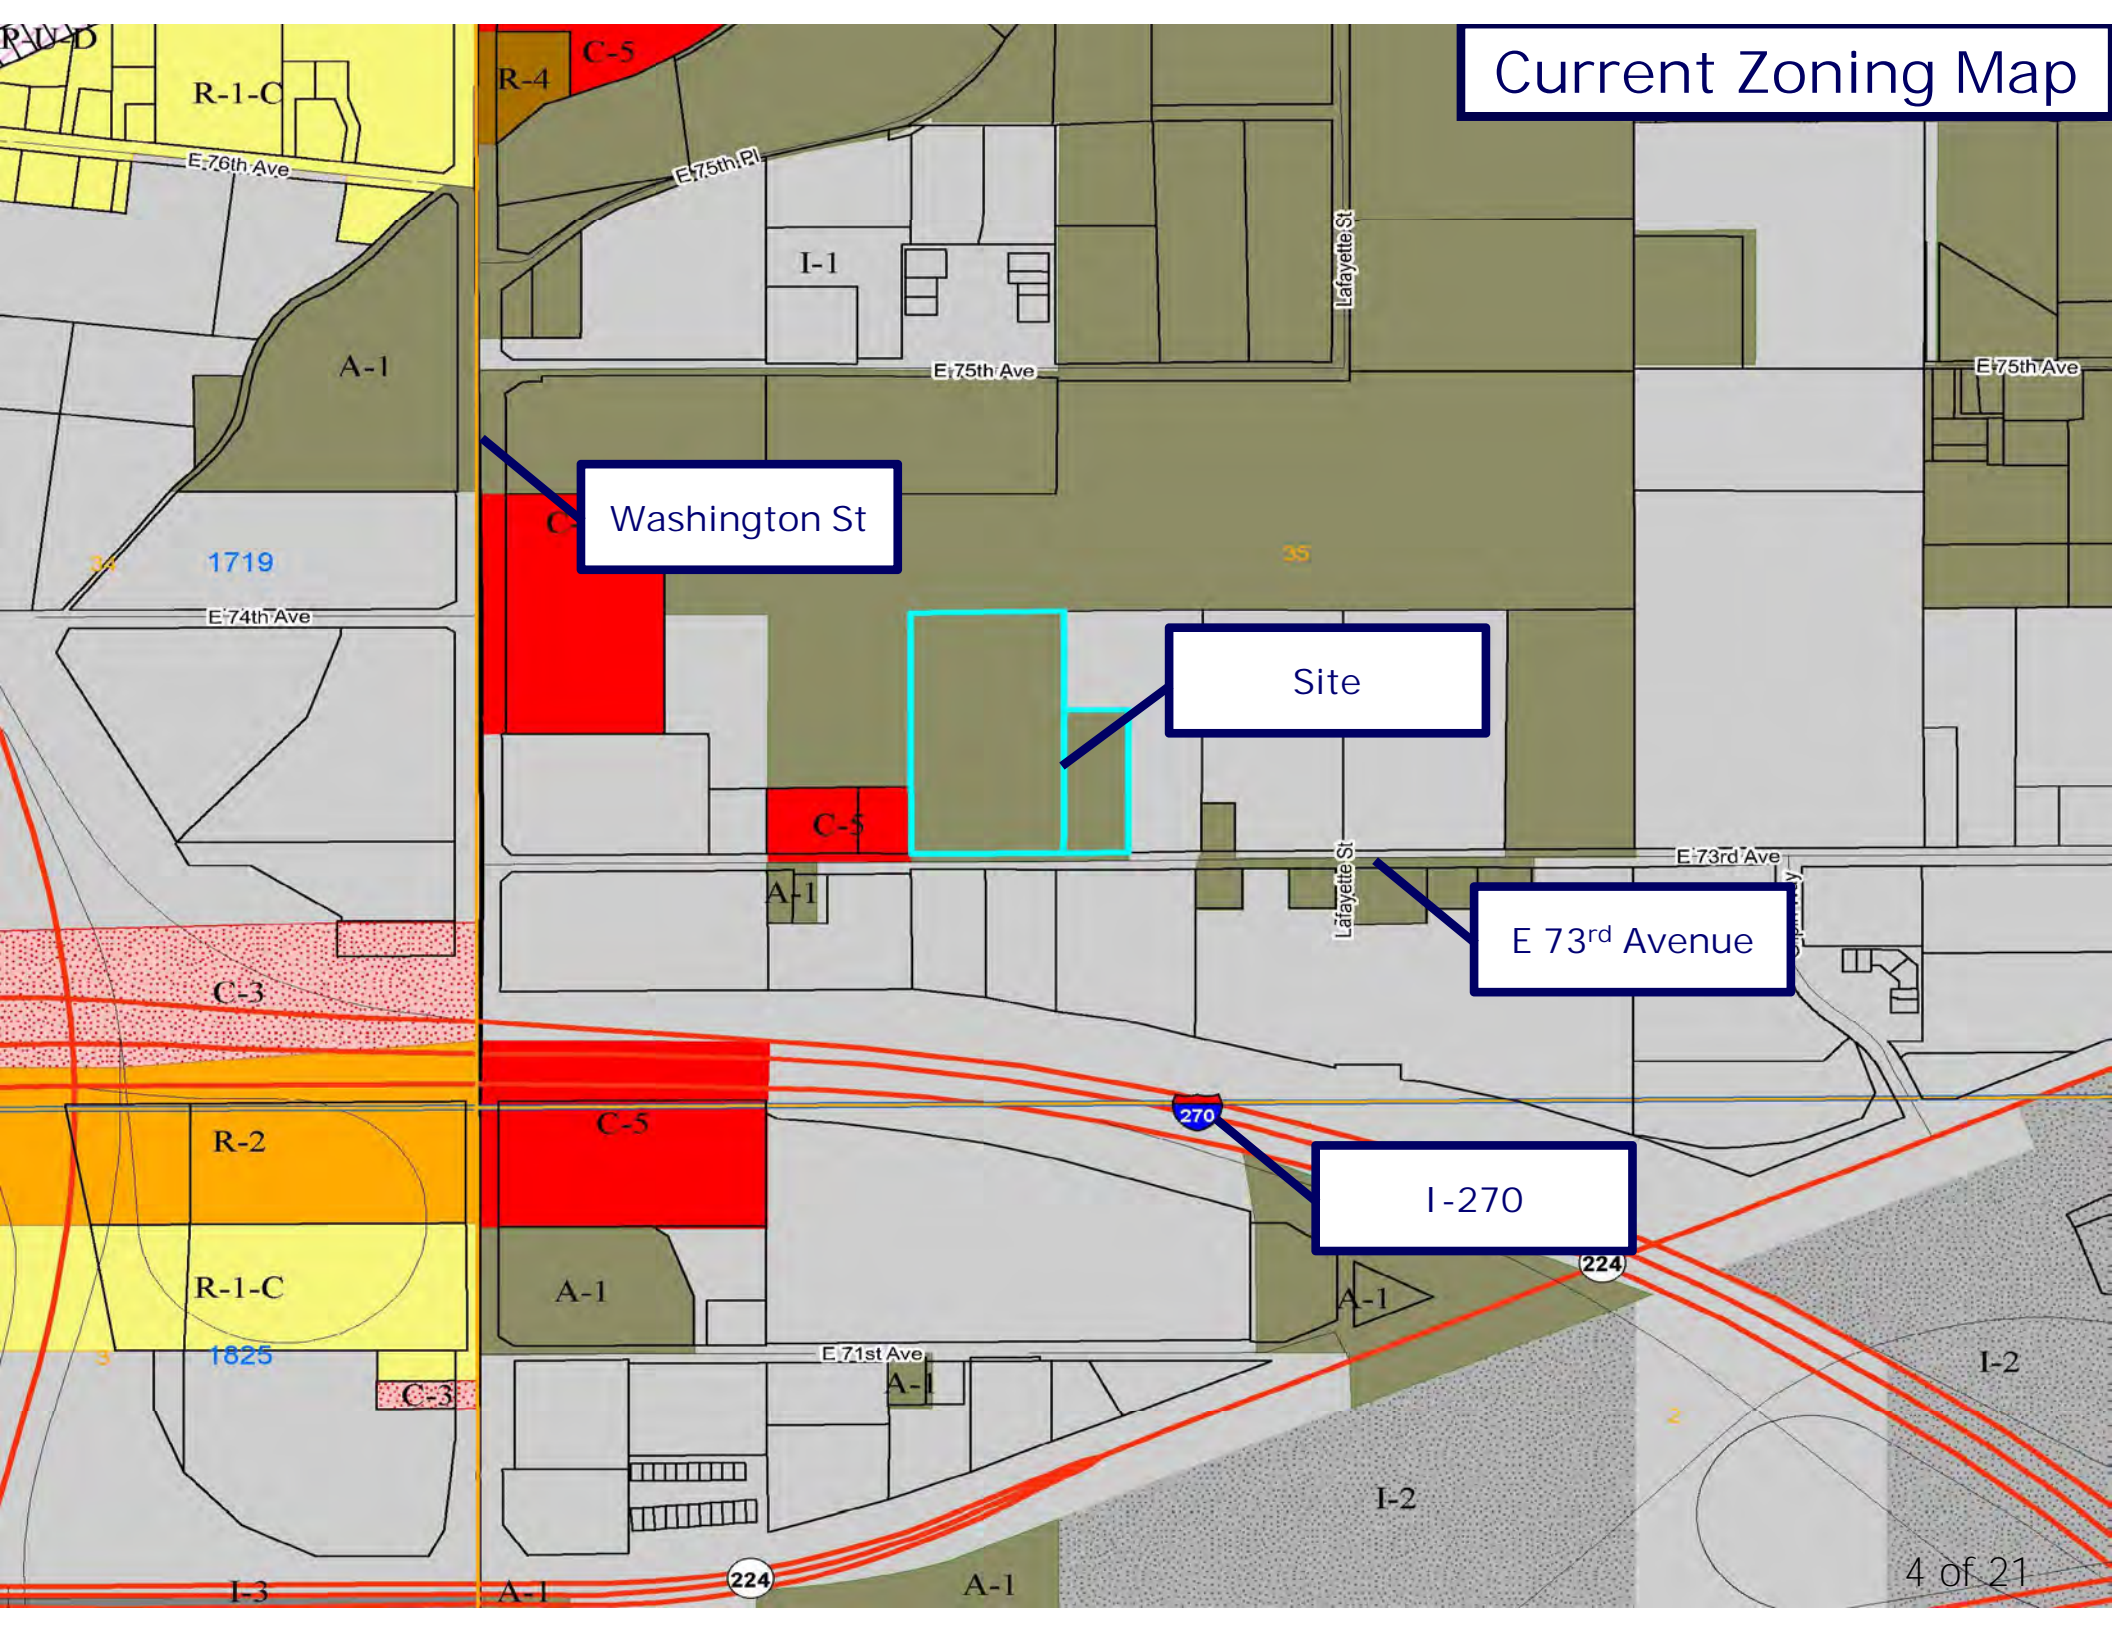 Current Zoning Map
P-U-D
R-1-C
R-4
C-5
E 76th Ave
E 75th Pl
I-1
Lafayette St
A-1
E 75th Ave
E 75th Ave
Washington St
C-
34
1719
35
E 74th Ave
Site
C-5
Lafayette St
E 73rd Ave
A-1
E 73rd Avenue
C-3
270
C-5
R-2
I-270
224
R-1-C
A-1
A-1
3
1825
E 71st Ave
I-2
C-3
A-1
2
I-2
4 of 21
224
I-3
A-1
A-1